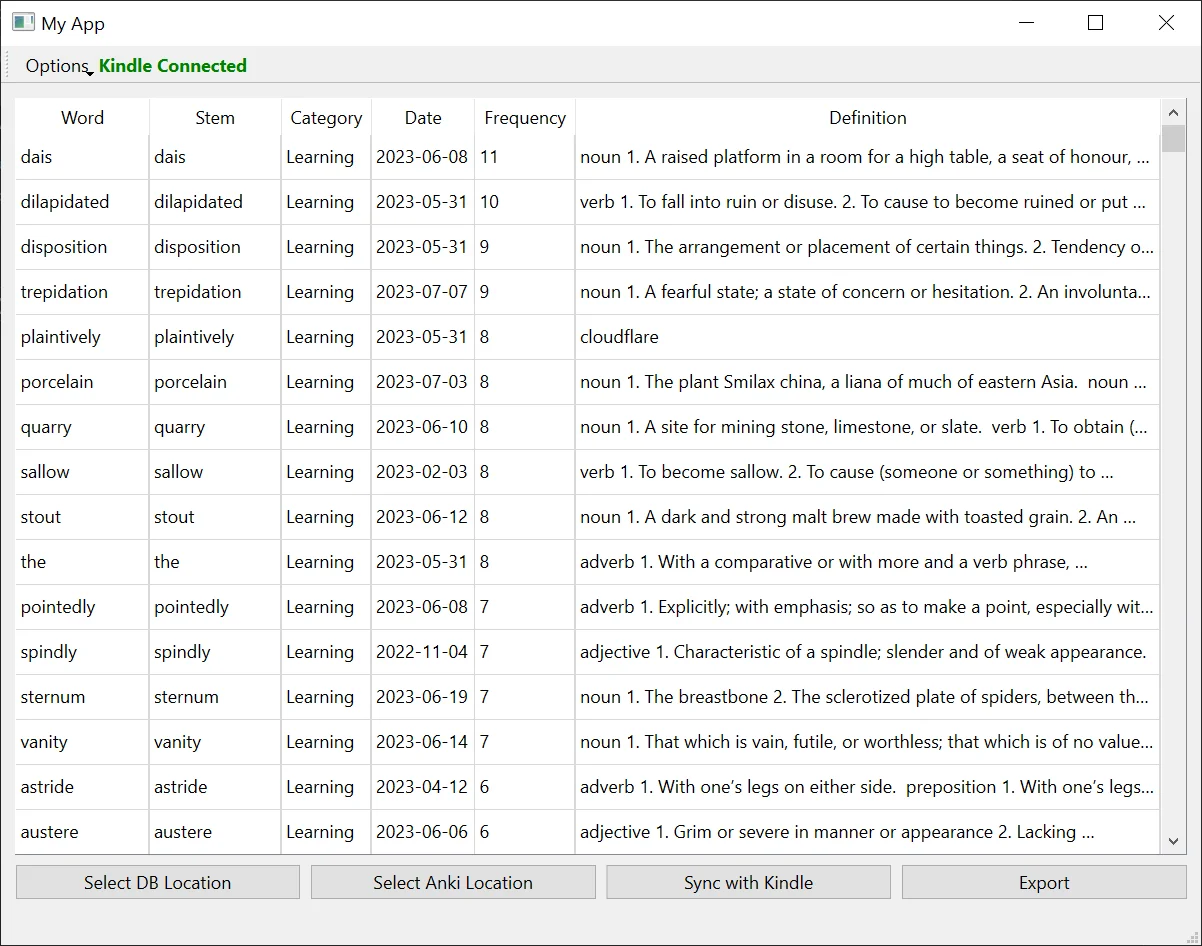 My App
Options Kindle Connected
Word Stem Category Date Frequency Definition
dais dais Learning 2023-06-08 11 noun 1. A raised platform in a room for a high table, a seat of honour, ...
dilapidated dilapidated Learning 2023-05-31 10 verb 1. To fall into ruin or disuse. 2. To cause to become ruined or put ...
disposition disposition Learning 2023-05-31 9 noun 1. The arrangement or placement of certain things. 2. Tendency o...
trepidation trepidation Learning 2023-07-07 9 noun 1. A fearful state; a state of concern or hesitation. 2. An involunta...
plaintively plaintively Learning 2023-05-31 8 cloudflare
porcelain porcelain Learning 2023-07-03 8 noun 1. The plant Smilax china, a liana of much of eastern Asia. noun ...
quarry quarry Learning 2023-06-10 8 noun 1. A site for mining stone, limestone, or slate. verb 1. To obtain (...
sallow sallow Learning 2023-02-03 8 verb 1. To become sallow. 2. To cause (someone or something) to ...
stout stout Learning 2023-06-12 8 noun 1. A dark and strong malt brew made with toasted grain. 2. An ...
the the Learning 2023-05-31 8 adverb 1. With a comparative or with more and a verb phrase, ...
pointedly pointedly Learning 2023-06-08 7 adverb 1. Explicitly; with emphasis; so as to make a point, especially wit...
spindly spindly Learning 2022-11-04 7 adjective 1. Characteristic of a spindle; slender and of weak appearance.
sternum sternum Learning 2023-06-19 7 noun 1. The breastbone 2. The sclerotized plate of spiders, between th...
vanity vanity Learning 2023-06-14 7 noun 1. That which is vain, futile, or worthless; that which is of no value...
astride astride Learning 2023-04-12 6 adverb 1. With one’s legs on either side. preposition 1. With one’s legs...
austere austere Learning 2023-06-06 6 adjective 1. Grim or severe in manner or appearance 2. Lacking ...
Select DB Location Select Anki Location Sync with Kindle Export